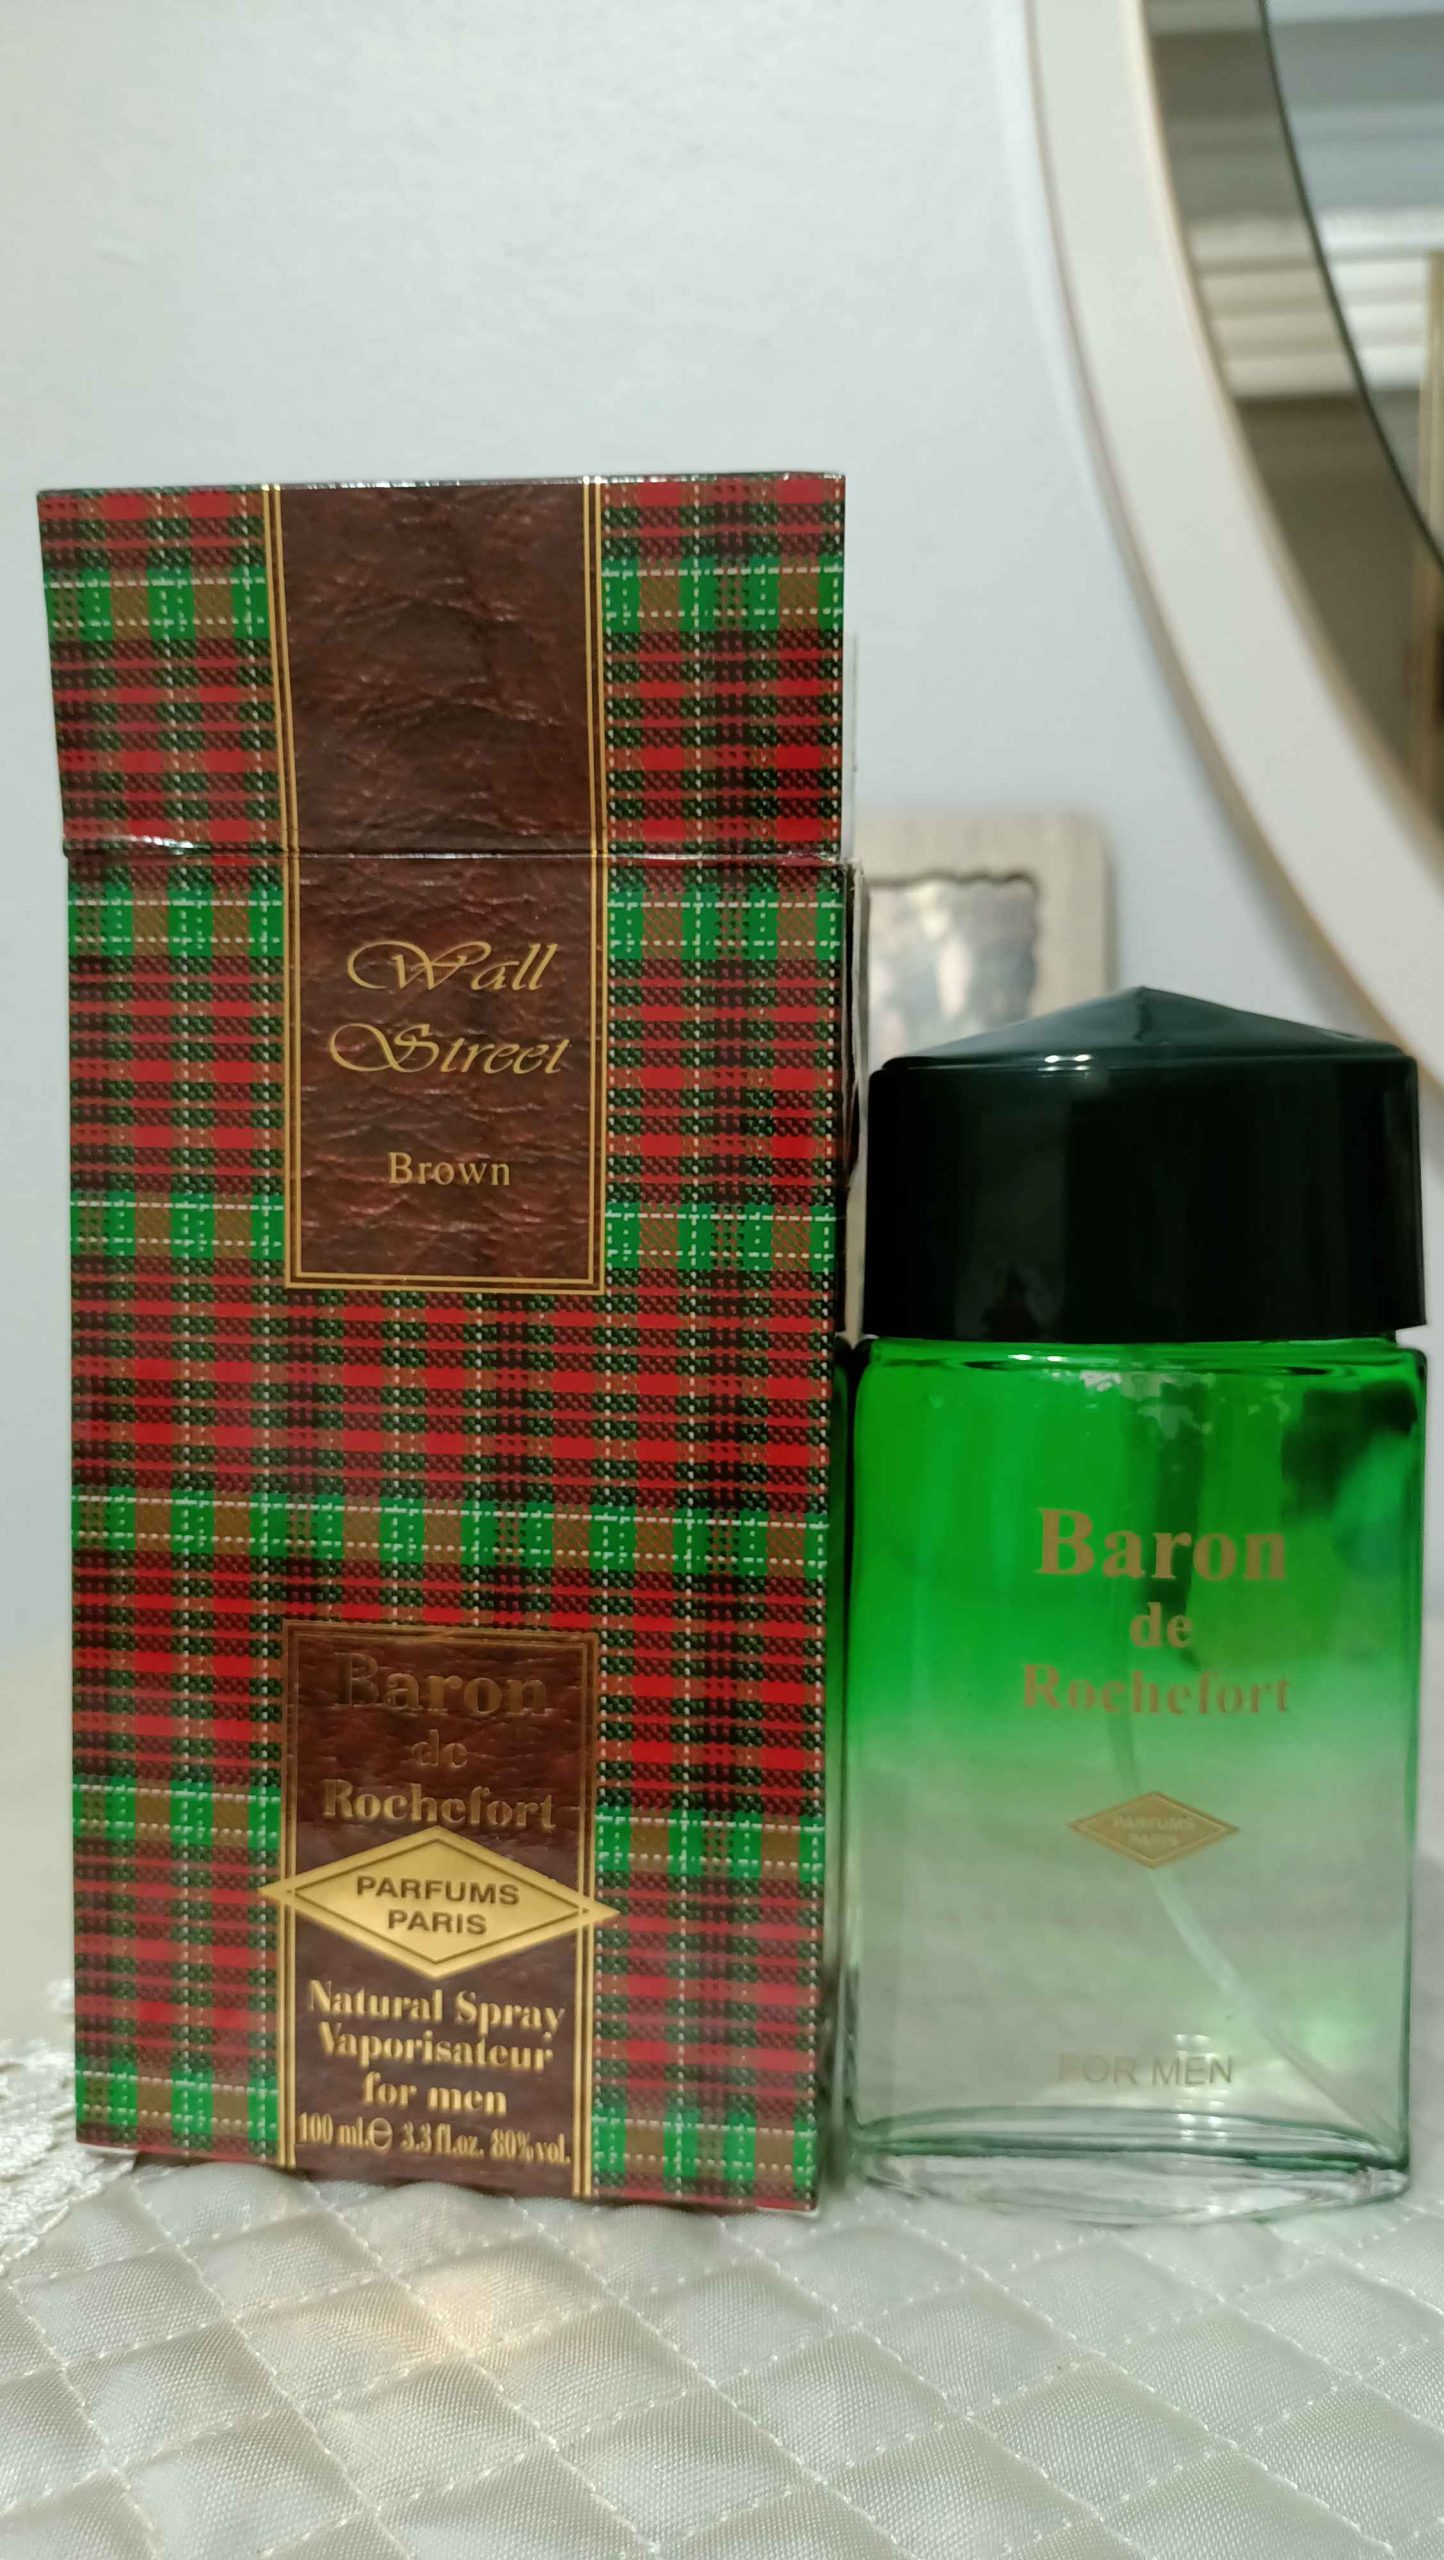 Wall
Street
Brown
Baron
de
Rochefort
PARFUMS
PARIS
Natural Spray
Vaporisateur
for men
100 ml.℮ 3.3 fl.oz. 80% vol.
Baron
de
Rochefort
PARFUMS
PARIS
FOR MEN